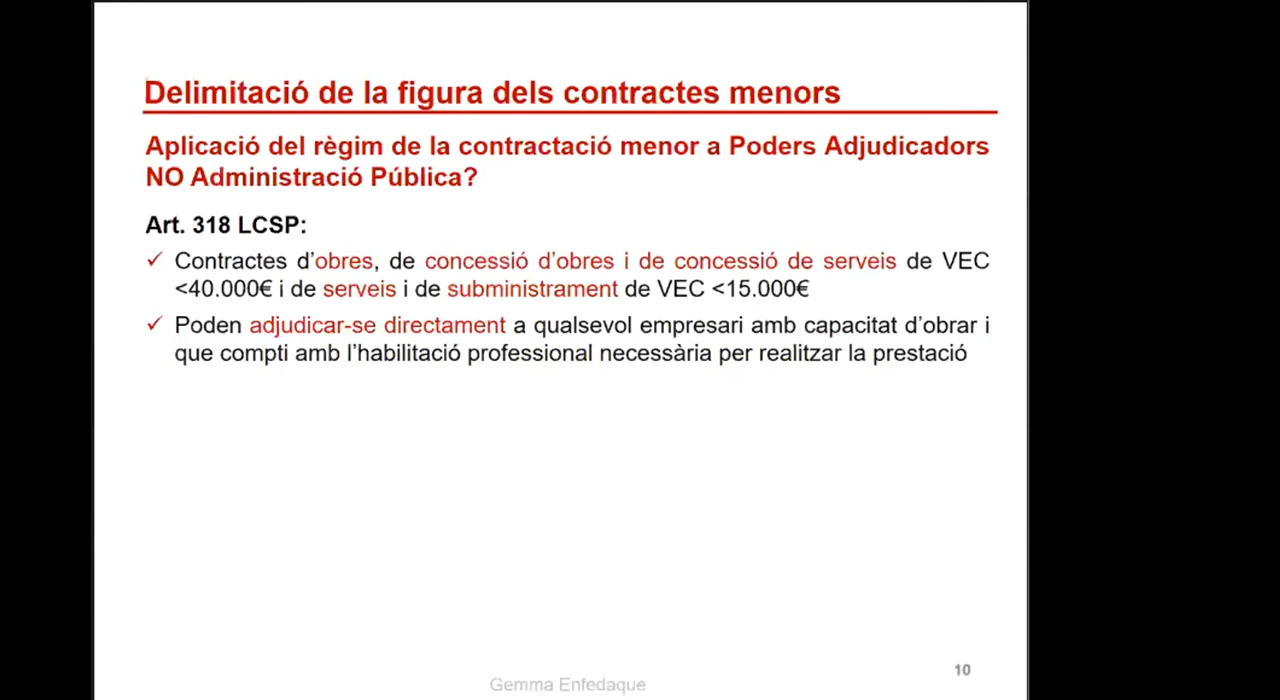 Delimitació de la figura dels contractes menors
Aplicació del règim de la contractació menor a Poders Adjudicadors
NO Administració Pública?
Art. 318 LCSP:
✓ Contractes d’obres, de concessió d’obres i de concessió de serveis de VEC
<40.000€ i de serveis i de subministrament de VEC <15.000€
✓ Poden adjudicar-se directament a qualsevol empresari amb capacitat d’obrar i
que compti amb l’habilitació professional necessària per realitzar la prestació
10
Gemma Enfedaque